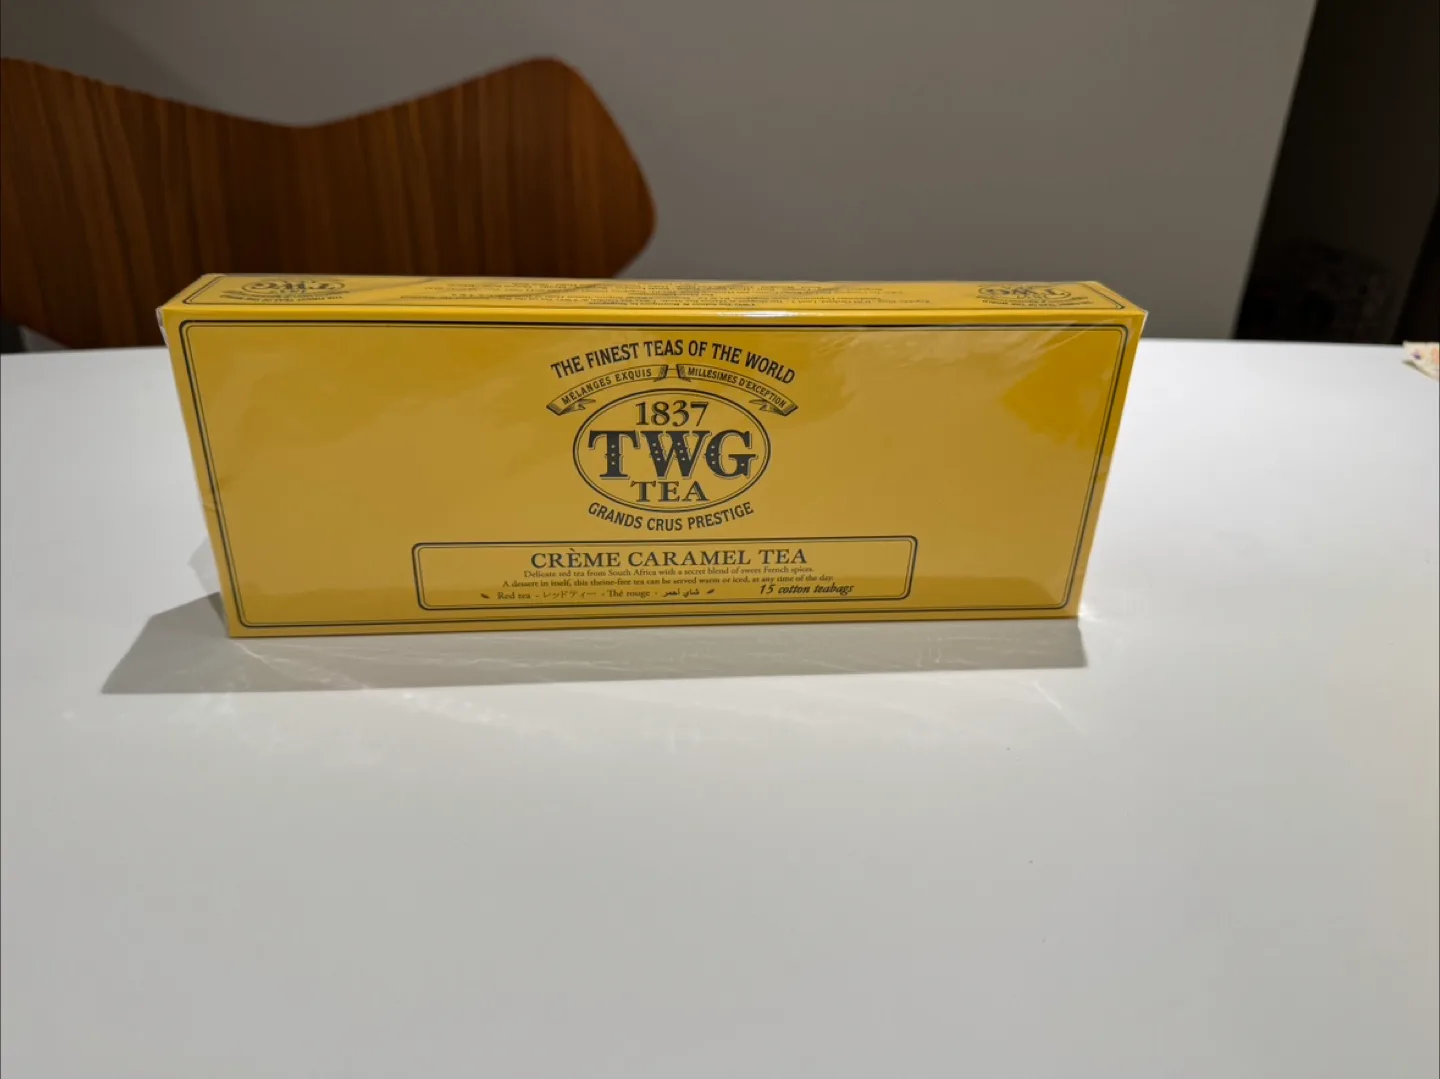 THE FINEST TEAS OF THE WORLD
MÉLANGES EXQUIS MILLÉSIMES D'EXCEPTION
1837
TWG
TEA
GRANDS CRUS PRESTIGE
CRÈME CARAMEL TEA
Delicate red tea from South Africa with a secret blend of sweet French spices.
A dessert in itself, this theine-free tea can be served warm or iced, at any time of the day.
Red tea - レッドティー - Thé rouge - شاي أحمر
15 cotton teabags